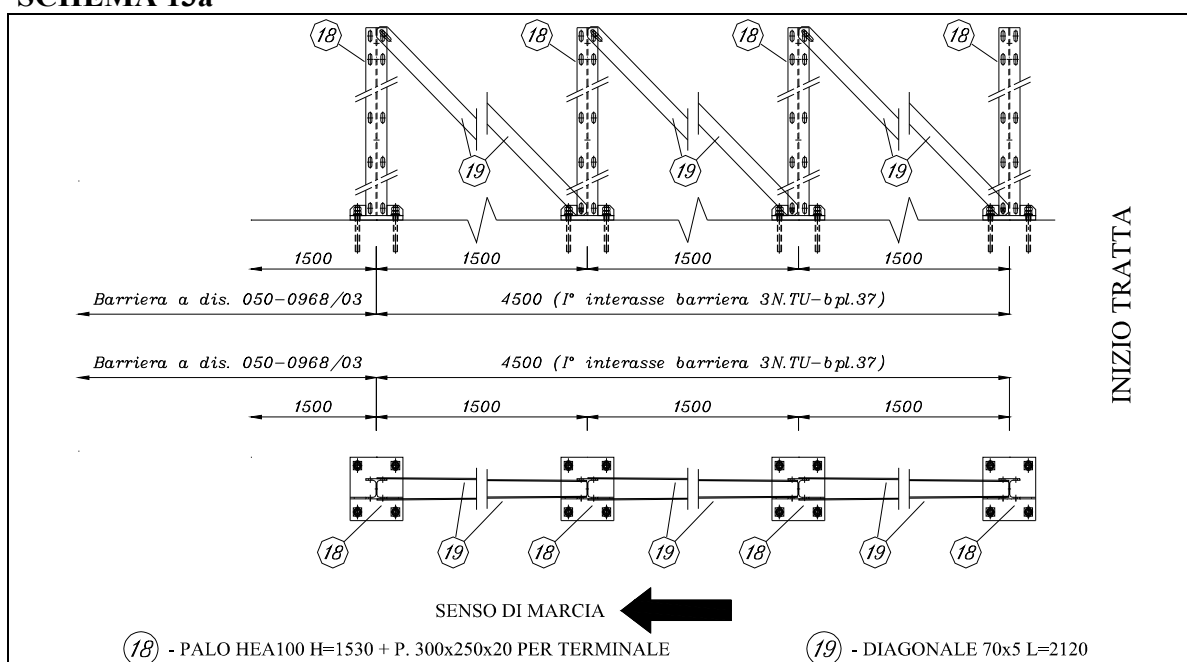 SCHEMA 13a
18 18 18 18
19 19 19
1500 1500 1500 1500
Barriera a dis. 050-0968/03 4500 (I° interasse barriera 3N.TU-bpl.37)
INIZIO TRATTA
Barriera a dis. 050-0968/03 4500 (I° interasse barriera 3N.TU-bpl.37)
1500 1500 1500 1500
18 19 18 19 18 19 18
SENSO DI MARCIA
18 - PALO HEA100 H=1530 + P. 300x250x20 PER TERMINALE 19 - DIAGONALE 70x5 L=2120